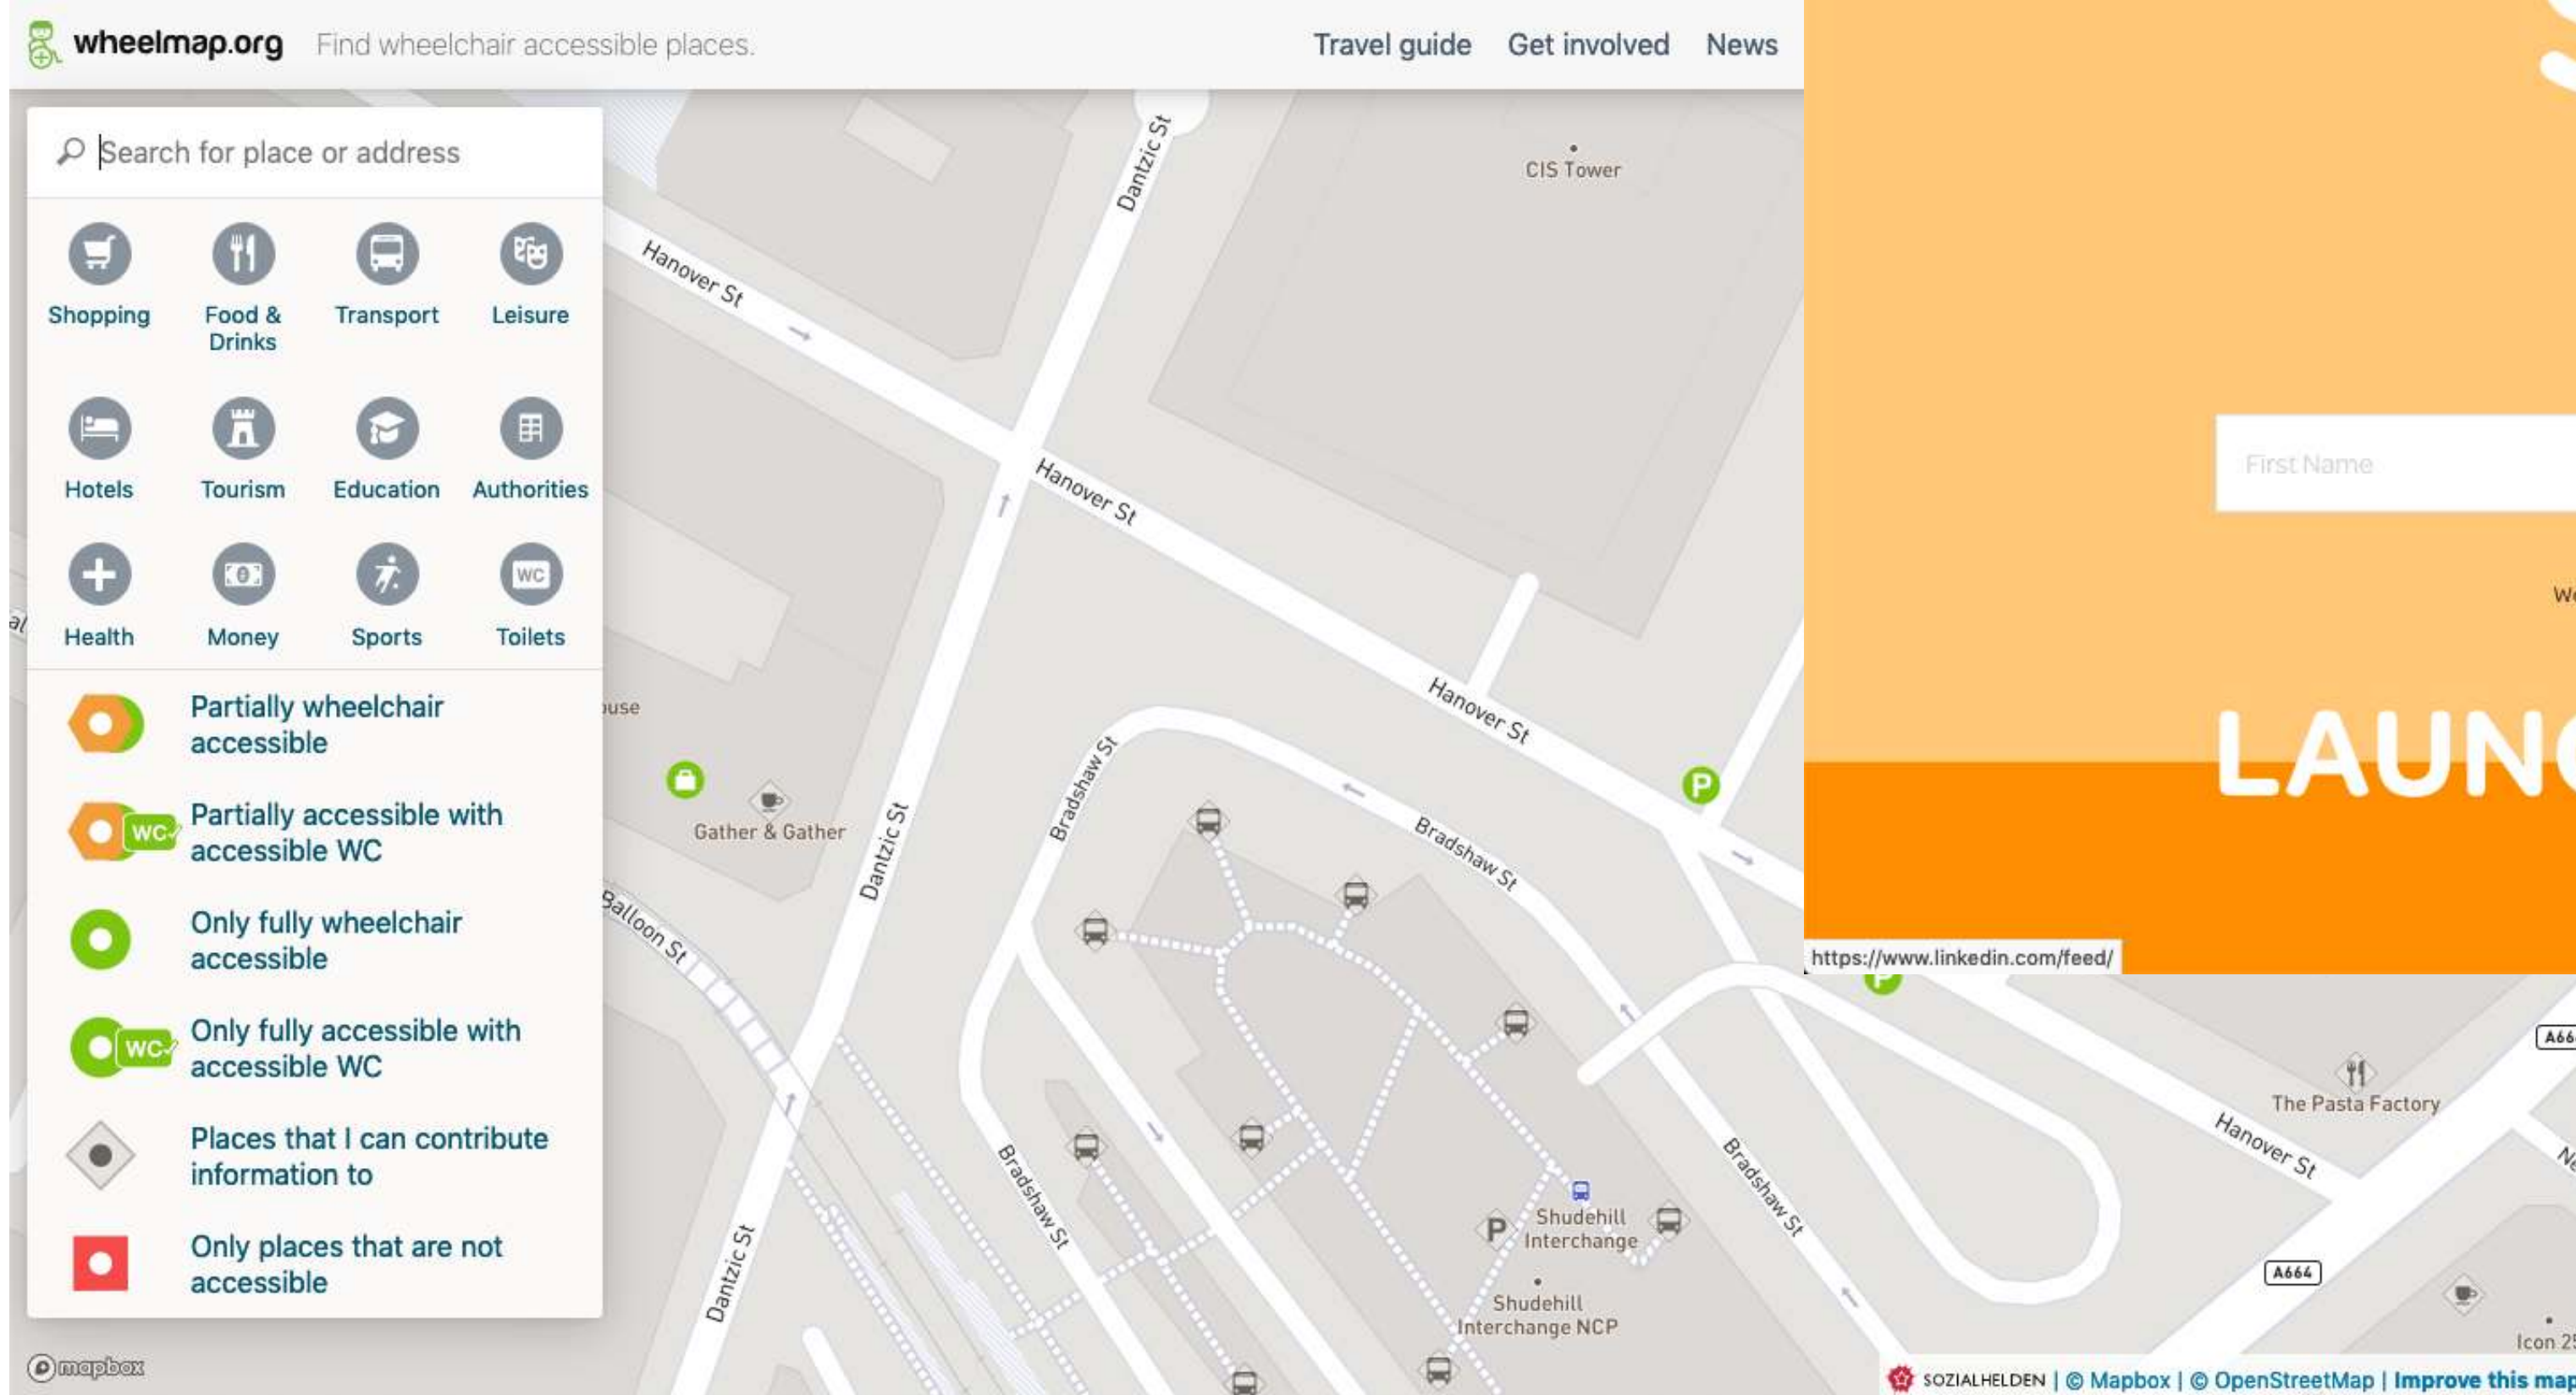 wheelmap.org Find wheelchair accessible places.
Travel guide Get involved News
Search for place or address
Shopping
Food & Drinks
Transport
Leisure
Hotels
Tourism
Education
Authorities
Health
Money
Sports
WC
Toilets
Partially wheelchair
accessible
WC
Partially accessible with
accessible WC
Only fully wheelchair
accessible
WC
Only fully accessible with
accessible WC
Places that I can contribute
information to
Only places that are not
accessible
mapbox
Dantzic St
CIS Tower
Hanover St
Hanover St
Hanover St
Bradshaw St
P
Gather & Gather
Dantzic St
Bradshaw St
Balloon St
Bradshaw St
Bradshaw St
Dantzic St
P
Shudehill
Interchange
Shudehill
Interchange NCP
First Name
https://www.linkedin.com/feed/
P
The Pasta Factory
Hanover St
A664
SOZIALHELDEN | © Mapbox | © OpenStreetMap | Improve this map